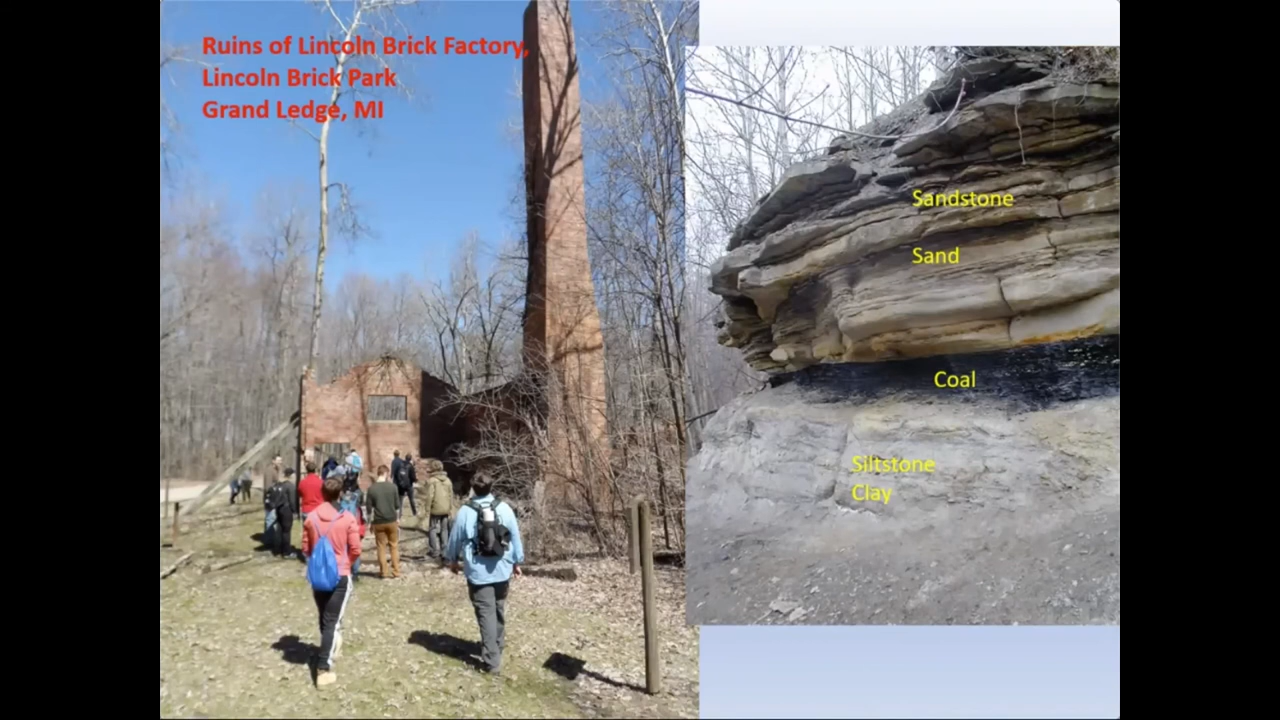 Ruins of Lincoln Brick Factory,
Lincoln Brick Park
Grand Ledge, MI
Sandstone
Sand
Coal
Siltstone
Clay